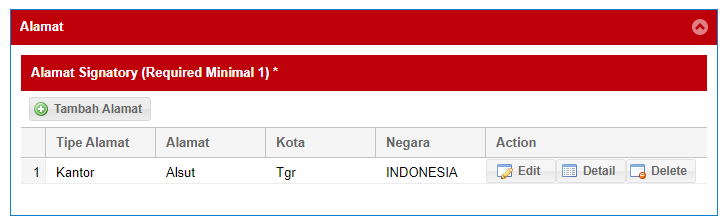 Alamat
Alamat Signatory (Required Minimal 1) *
Tambah Alamat
Tipe Alamat Alamat Kota Negara Action
1 Kantor Alsut Tgr INDONESIA Edit Detail Delete